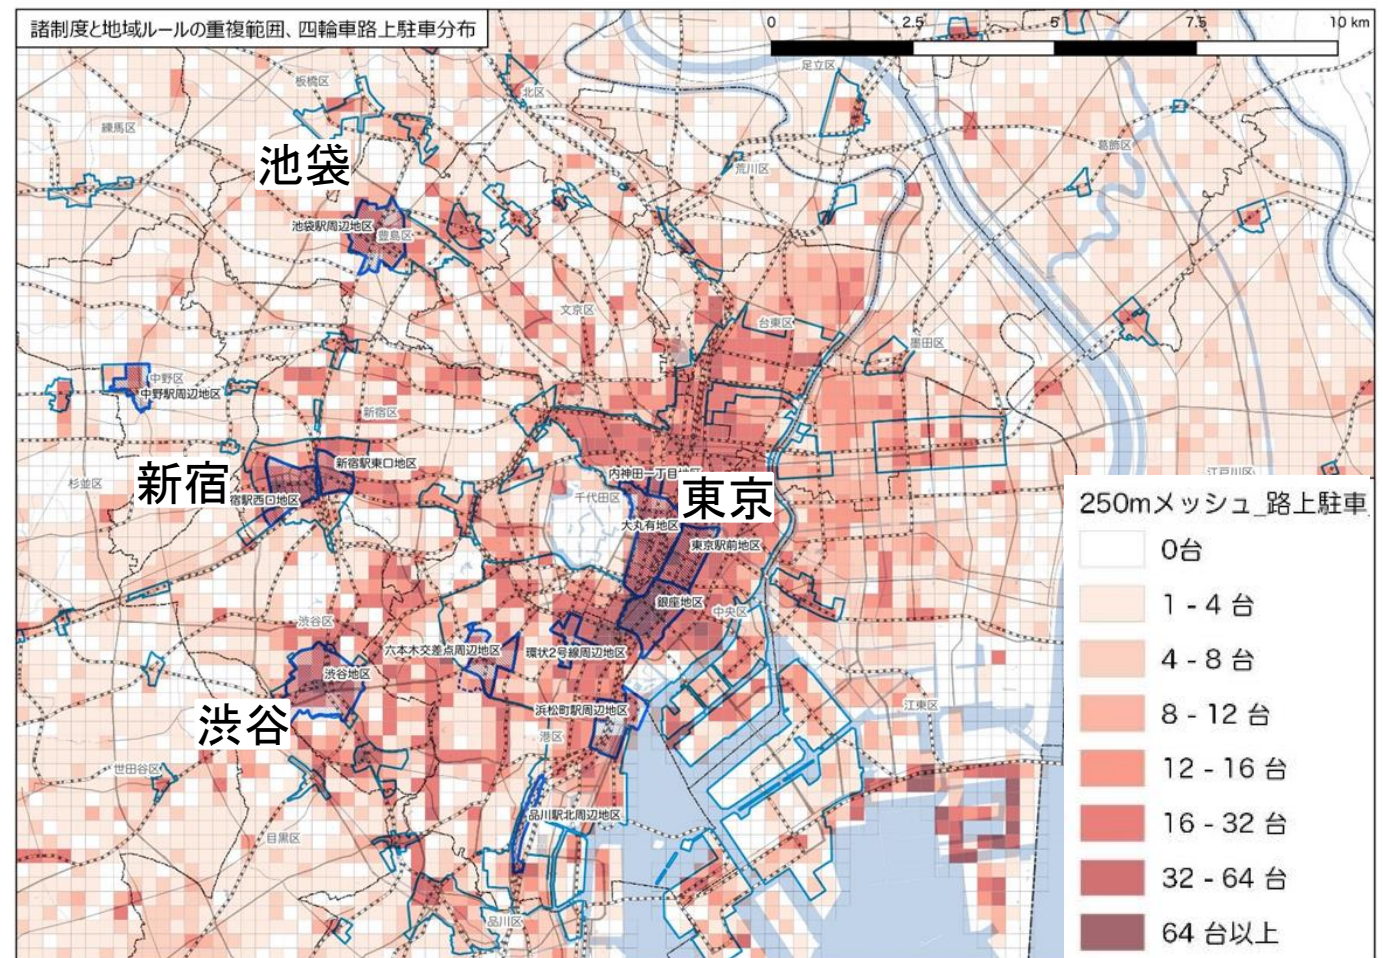 諸制度と地域ルールの重複範囲、四輪車路上駐車分布
0 2.5 5 7.5 10 km
足立区
板橋区
北区
練馬区
葛飾区
池袋
荒川区
池袋駅周辺地区
豊島区
文京区
台東区
墨田区
中野区
中野駅周辺地区
新宿区
新宿駅東口地区
新宿
杉並区
宿駅西口地区
内神田一丁目地区
江戸川区
千代田区
東京
大丸有地区
東京駅前地区
銀座地区
中央区
渋谷区
六本木交差点周辺地区
環状2号線周辺地区
渋谷地区
渋谷
浜松町駅周辺地区
江東区
港区
世田谷区
品川駅北周辺地区
目黒区
品川区
250mメッシュ_路上駐車
0台
1 - 4 台
4 - 8 台
8 - 12 台
12 - 16 台
16 - 32 台
32 - 64 台
64 台以上